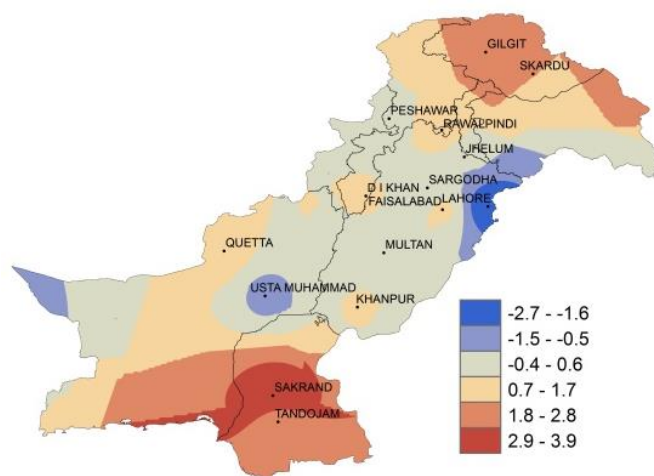 GILGIT
SKARDU
PESHAWAR
RAWALPINDI
JHELUM
SARGODHA
D I KHAN
FAISALABAD
LAHORE
QUETTA
MULTAN
USTA MUHAMMAD
KHANPUR
SAKRAND
TANDOJAM
-2.7 - -1.6
-1.5 - -0.5
-0.4 - 0.6
0.7 - 1.7
1.8 - 2.8
2.9 - 3.9